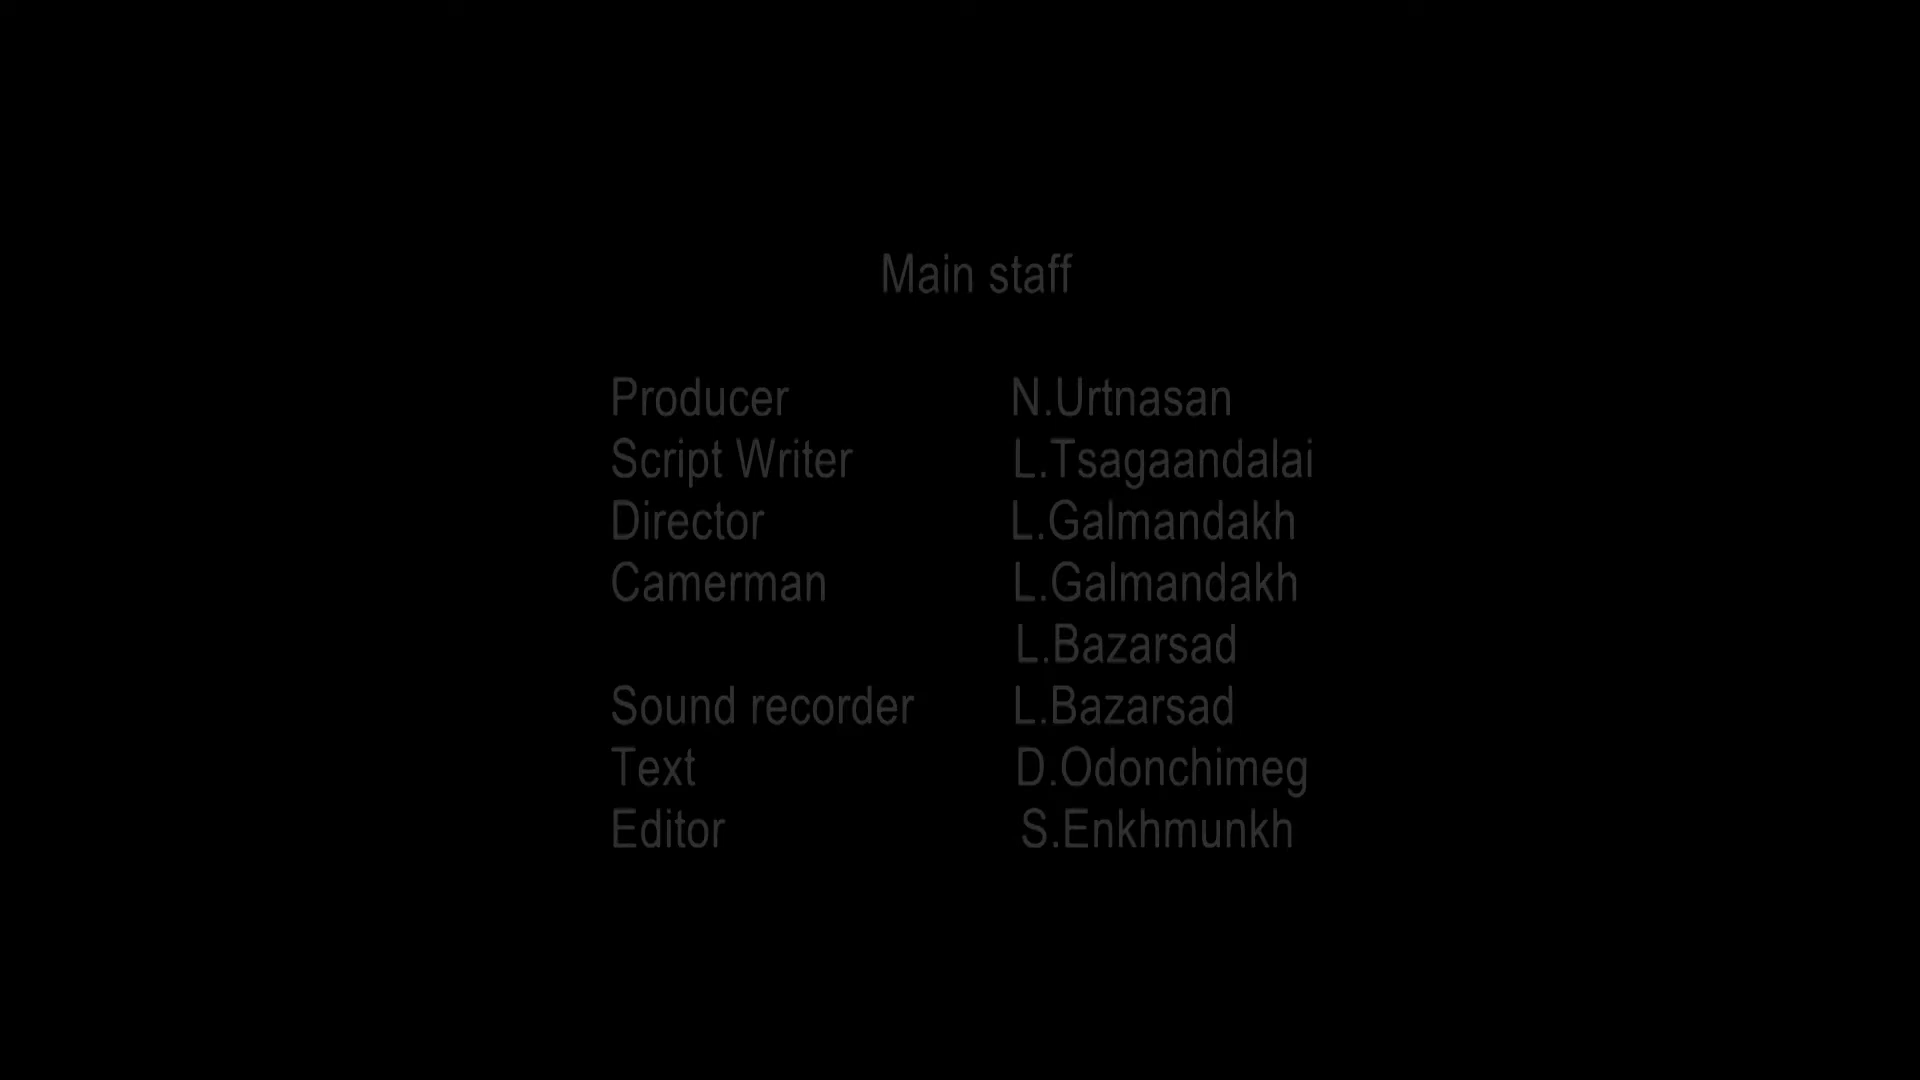 Main staff
Producer N.Urtnasan
Script Writer L.Tsagaandalai
Director L.Galmandakh
Camerman L.Galmandakh
L.Bazarsad
Sound recorder L.Bazarsad
Text D.Odonchimeg
Editor S.Enkhmunkh